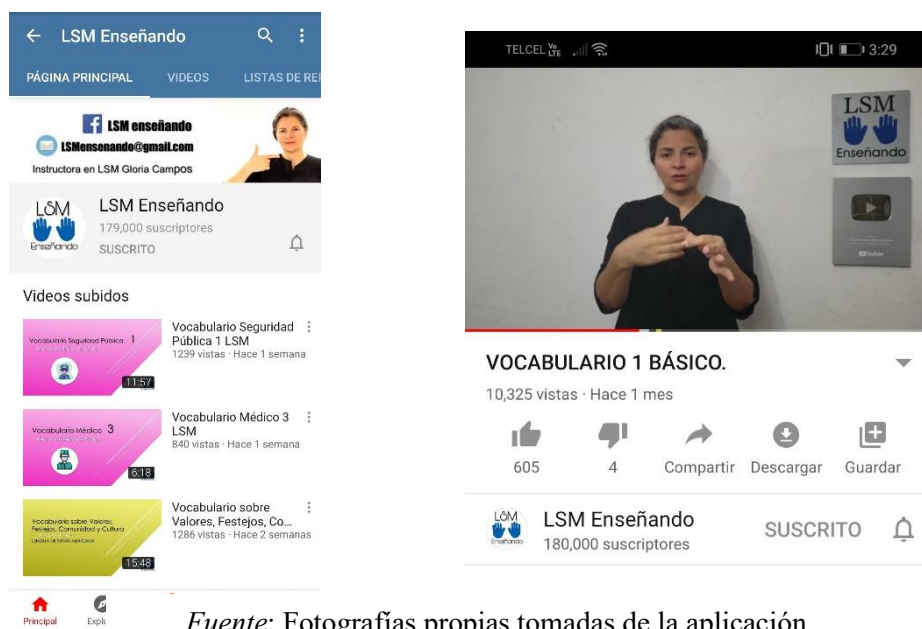 LSM Enseñando
PÁGINA PRINCIPAL VIDEOS LISTAS DE REI
LSM enseñando
LSMensenando@gmail.com
Instructora en LSM Gloria Campos
LSM
Enseñando
LSM Enseñando
179,000 suscriptores
SUSCRITO
Videos subidos
Vocabulario Seguridad Pública 1
11:57
Vocabulario Seguridad
Pública 1 LSM
1239 vistas · Hace 1 semana
Vocabulario Médico 3
6:18
Vocabulario Médico 3
LSM
840 vistas · Hace 1 semana
Vocabulario sobre Valores,
Festejos, Comunidad y Cultura
LENGUA DE SEÑAS MEXICANA
15:48
Vocabulario sobre
Valores, Festejos, Co...
1286 vistas · Hace 2 semanas
Principal Explo
TELCEL Vo LTE 3:29
LSM
Enseñando
YouTube
VOCABULARIO 1 BÁSICO.
10,325 vistas · Hace 1 mes
605 4 Compartir Descargar Guardar
LSM
Enseñando
LSM Enseñando
180,000 suscriptores
SUSCRITO
Fuente: Fotografías propias tomadas de la aplicación